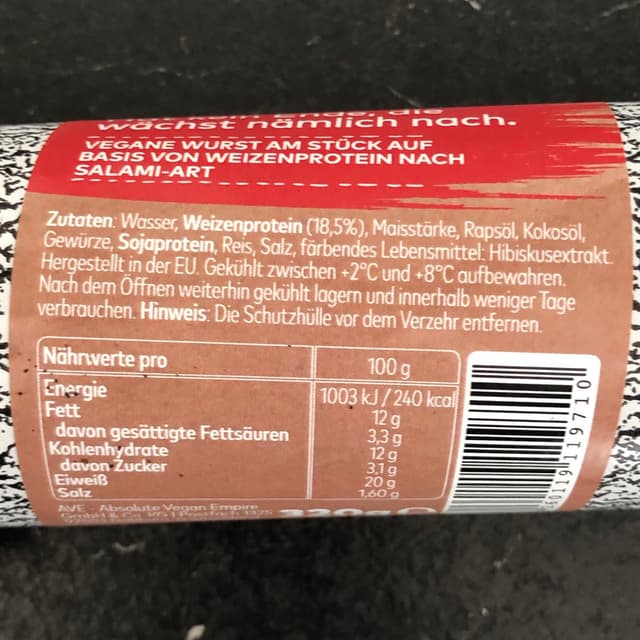 wächst nämlich nach.
VEGANE WURST AM STÜCK AUF
BASIS VON WEIZENPROTEIN NACH
SALAMI-ART
Zutaten: Wasser, Weizenprotein (18,5%), Maisstärke, Rapsöl, Kokosöl,
Gewürze, Sojaprotein, Reis, Salz, färbendes Lebensmittel: Hibiskusextrakt.
Hergestellt in der EU. Gekühlt zwischen +2°C und +8°C aufbewahren.
Nach dem Öffnen weiterhin gekühlt lagern und innerhalb weniger Tage
verbrauchen. Hinweis: Die Schutzhülle vor dem Verzehr entfernen.
Nährwerte pro 100 g
Energie 1003 kJ / 240 kcal
Fett 12 g
davon gesättigte Fettsäuren 3,3 g
Kohlenhydrate 12 g
davon Zucker 3,1 g
Eiweiß 20 g
Salz 1,60 g
AVE - Absolute Vegan Empire
GmbH & Co. KG | Postfach